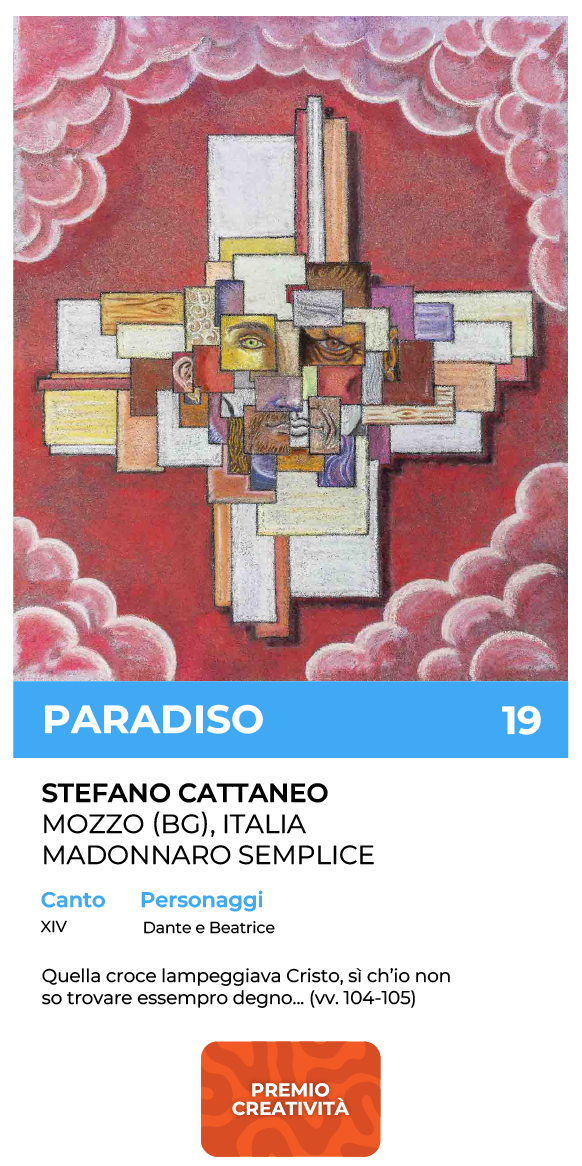 PARADISO 19
STEFANO CATTANEO
MOZZO (BG), ITALIA
MADONNARO SEMPLICE
Canto Personaggi
XIV Dante e Beatrice
Quella croce lampeggiava Cristo, sì ch’io non
so trovare essempro degno... (vv. 104-105)
PREMIO
CREATIVITÀ